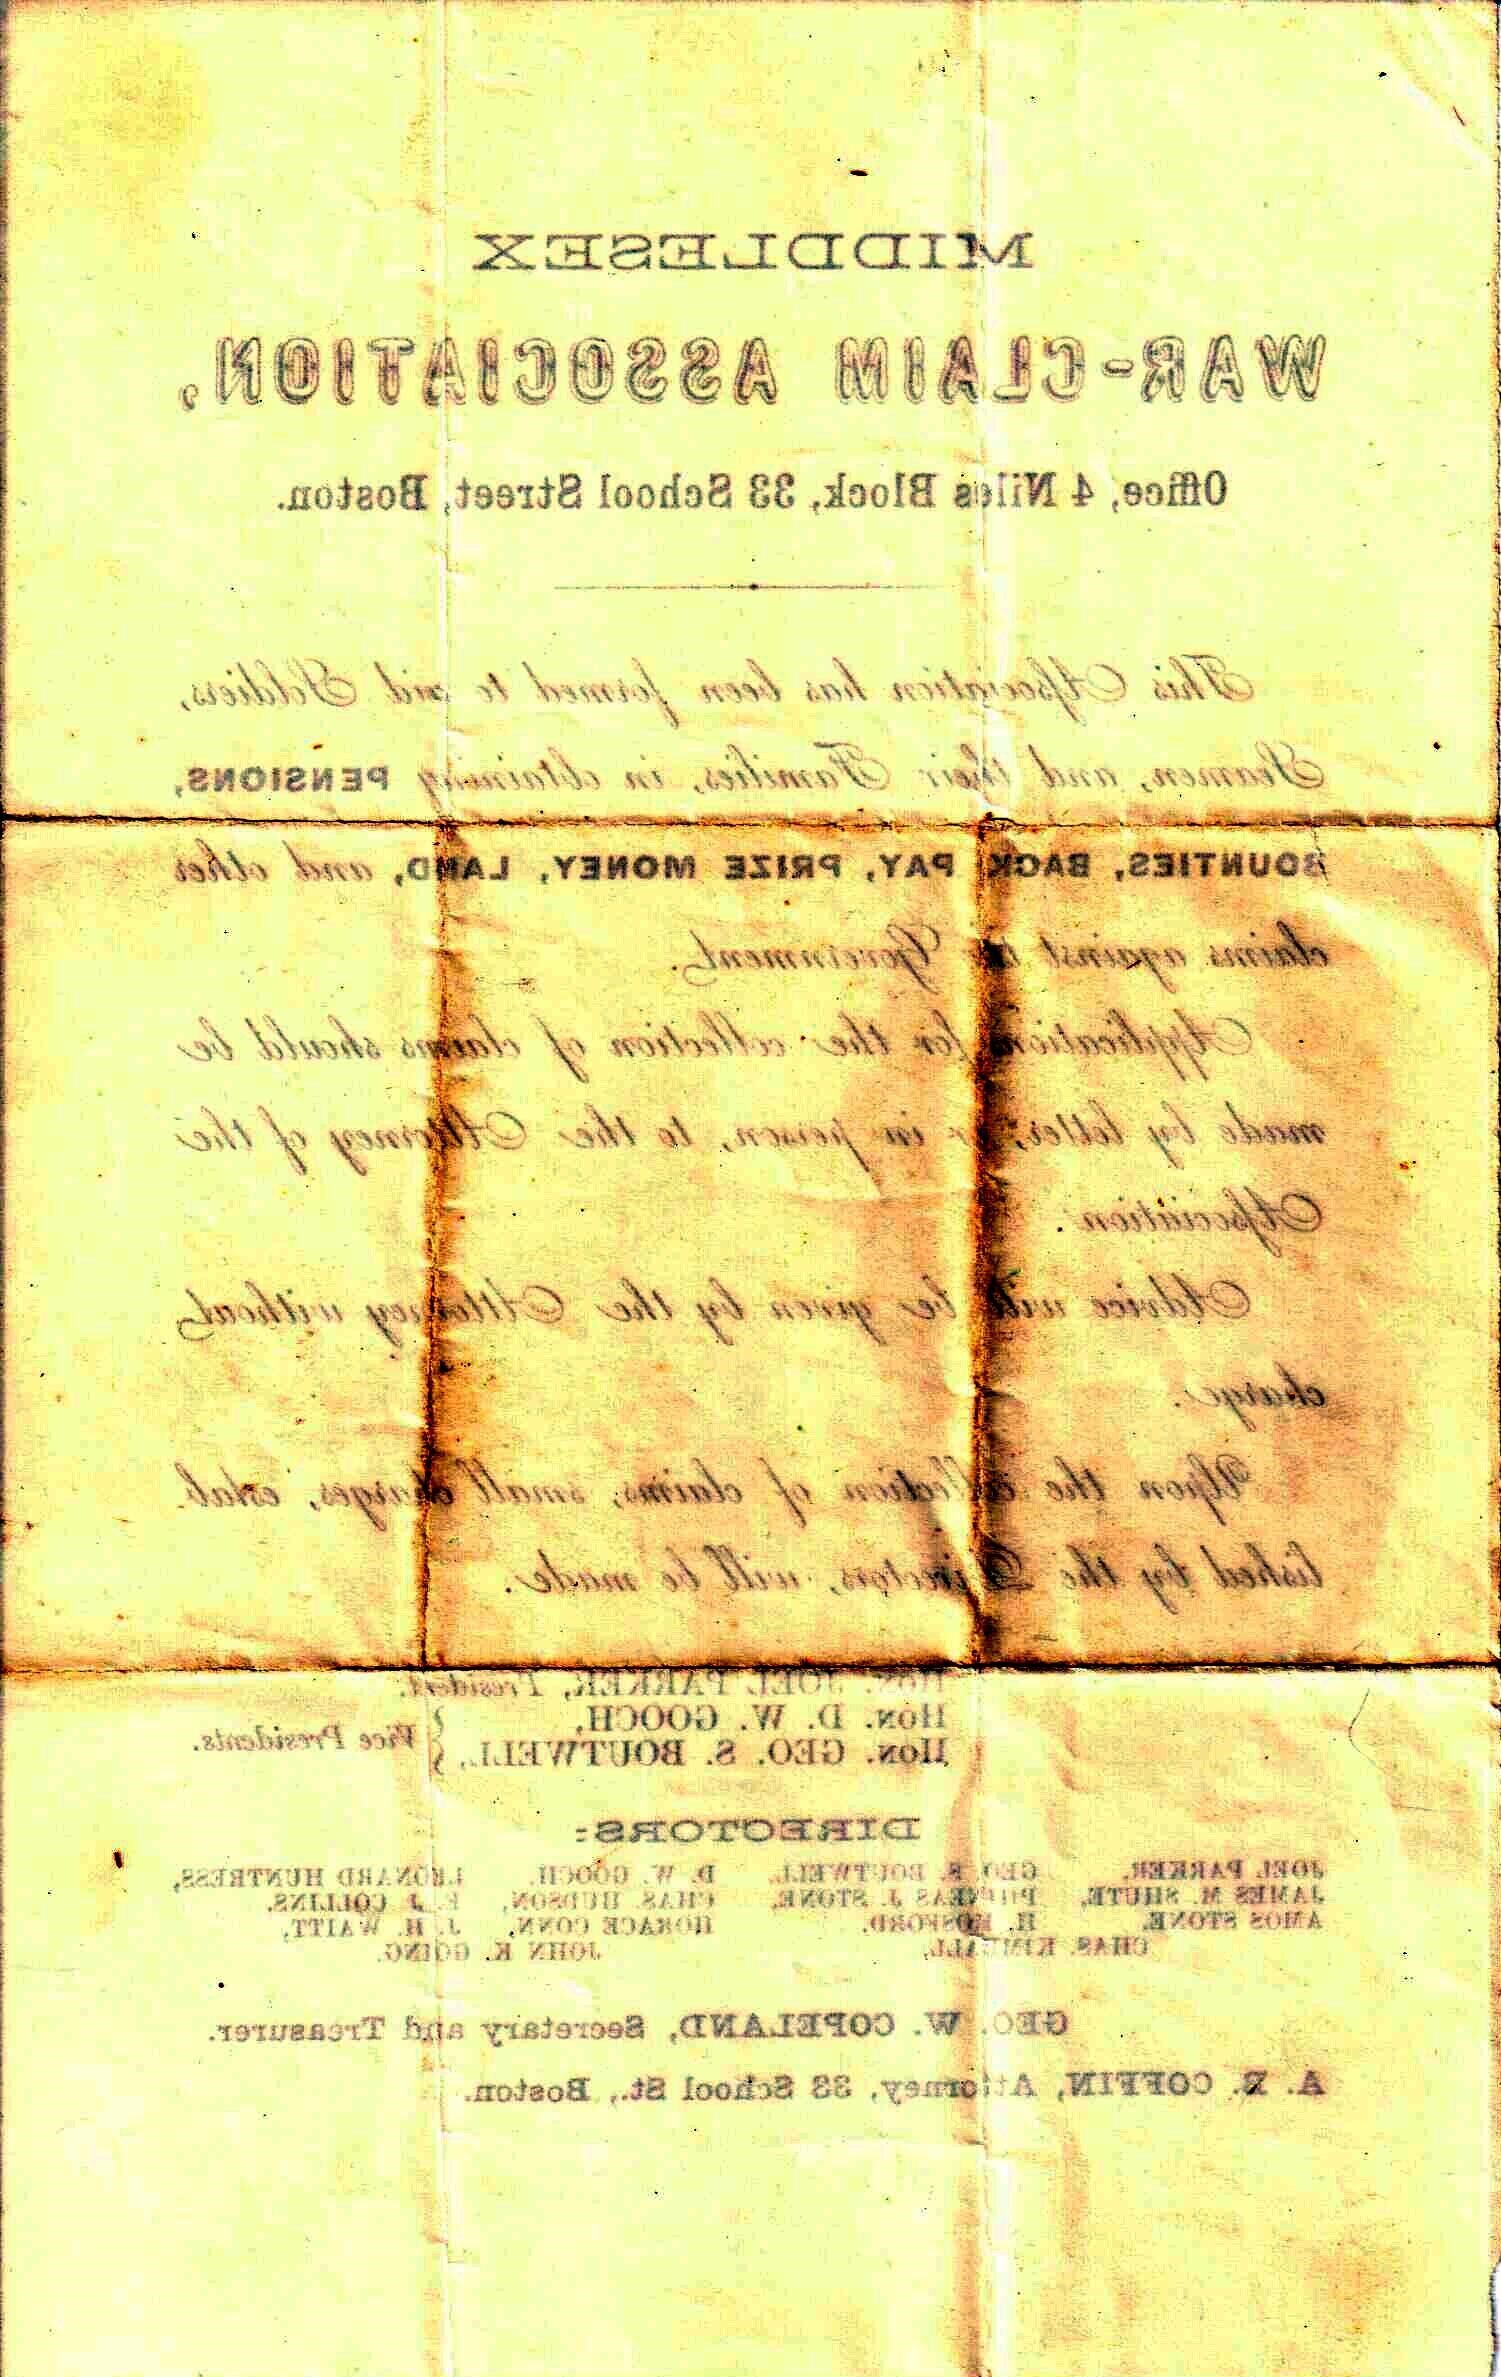 MIDDLESEX
WAR-CLAIM ASSOCIATION,
Office, 4 Niles Block, 33 School Street, Boston.
This Association has been formed to aid Soldiers,
Seamen, and their Families, in obtaining PENSIONS,
BOUNTIES, BACK PAY, PRIZE MONEY, LAND, and other
claims against the Government.
Applications for the collection of claims should be
made by letter, or in person, to the Attorney of the
Association.
Advice will be given by the Attorney without
charge.
Upon the collection of claims, small charges, estab-
lished by the Directors, will be made.
Hon. JOEL PARKER, President.
Hon. D. W. GOOCH,
Hon. GEO. S. BOUTWELL, } Vice Presidents.
DIRECTORS:
JOEL PARKER, GEO. S. BOUTWELL, D. W. GOOCH, LEONARD HUNTRESS,
JAMES M. SHUTE, PHINEAS J. STONE, CHAS. HUDSON, J. COLLINS,
AMOS STONE, H. HOSFORD, HORACE CONN, J. H. WAITT,
CHAS. KIMBALL, JOHN K. GOING.
GEO. W. COPELAND, Secretary and Treasurer.
A. COFFIN, Attorney, 33 School St., Boston.